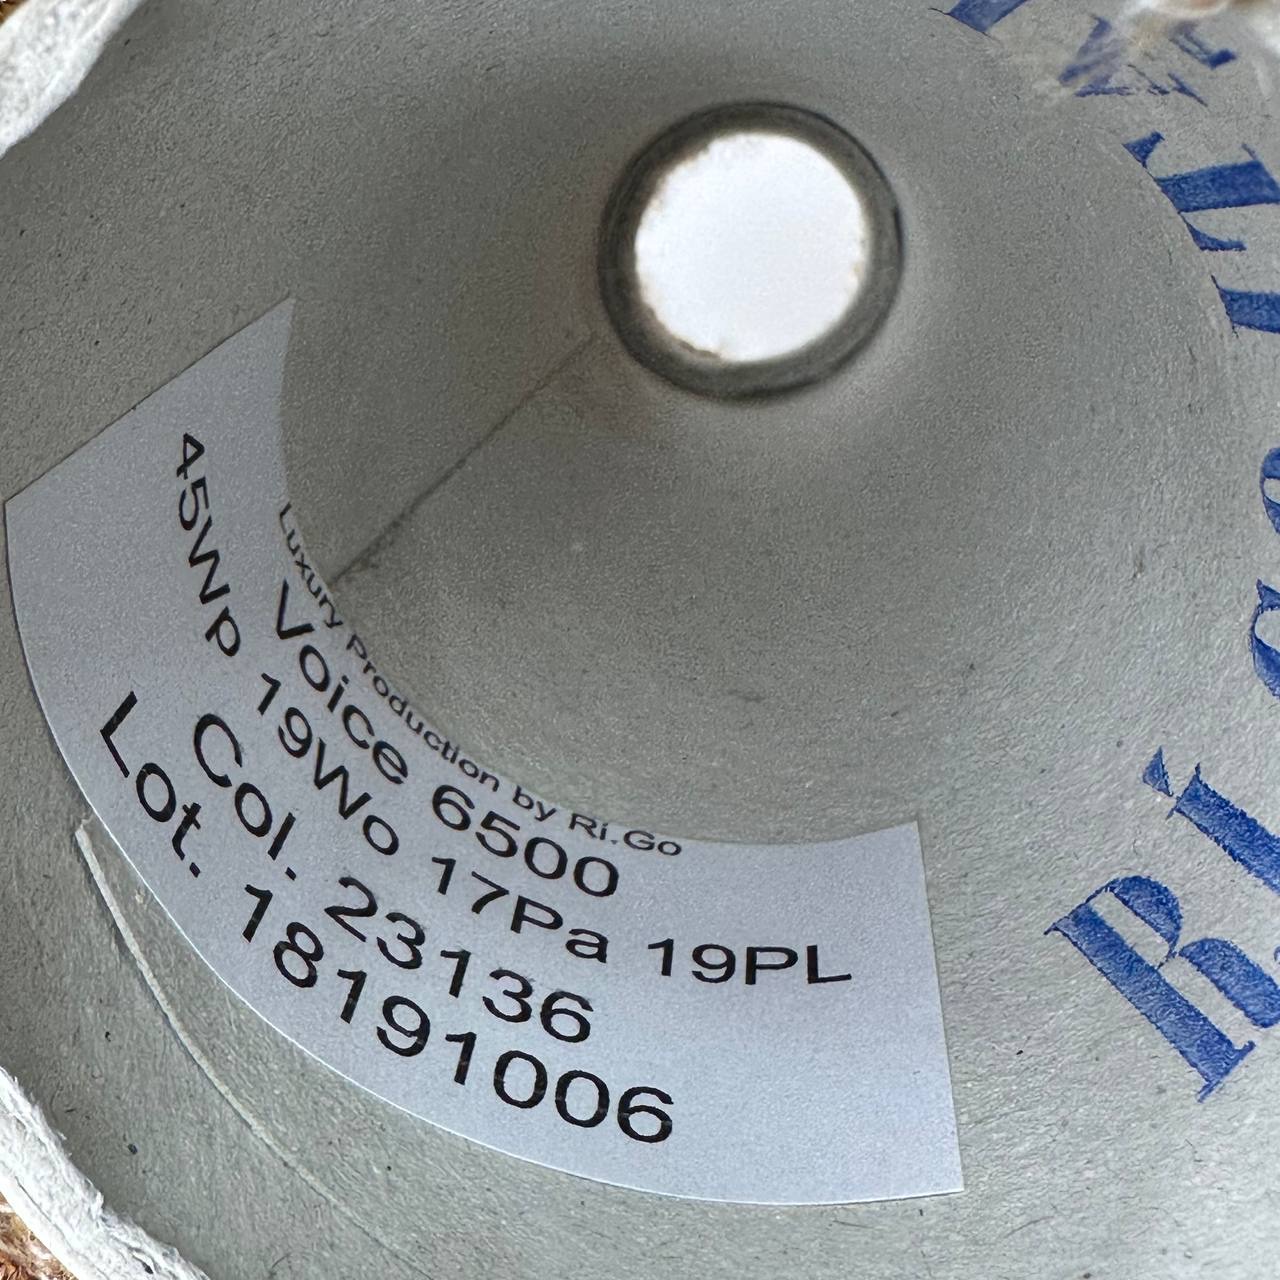 Luxury Production by Ri.Go
Voice 6500
45Wp 19Wo 17Pa 19PL
Col. 23136
Lot. 18191006